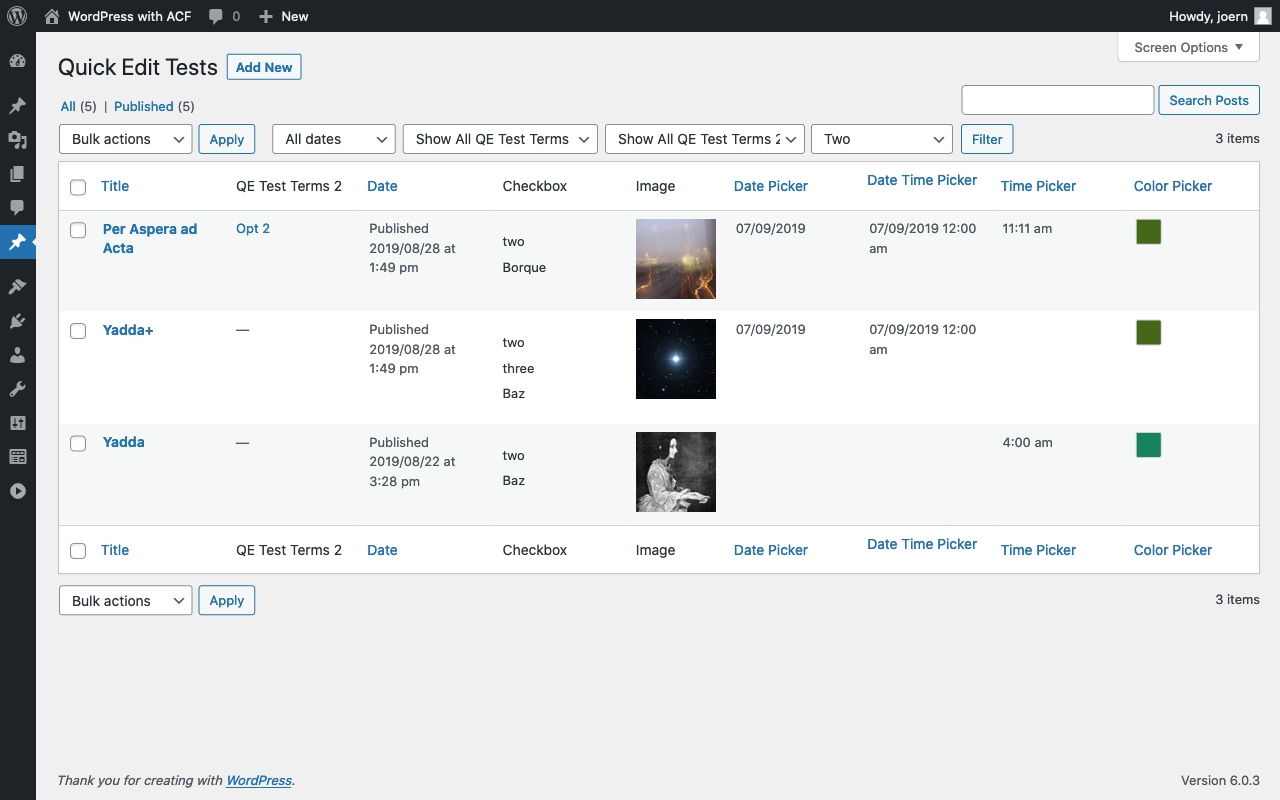 WordPress with ACF 0 New Howdy, joern
Screen Options
Quick Edit Tests Add New
All (5) | Published (5)
Search Posts
Bulk actions Apply All dates Show All QE Test Terms Show All QE Test Terms 2 Two Filter 3 items
Title QE Test Terms 2 Date Checkbox Image Date Picker Date Time Picker Time Picker Color Picker
Per Aspera ad
Acta
Opt 2
Published
2019/08/28 at
1:49 pm
two
Borque
07/09/2019
07/09/2019 12:00
am
11:11 am
Yadda+
—
Published
2019/08/28 at
1:49 pm
two
three
Baz
07/09/2019
07/09/2019 12:00
am
Yadda
—
Published
2019/08/22 at
3:28 pm
two
Baz
4:00 am
Title QE Test Terms 2 Date Checkbox Image Date Picker Date Time Picker Time Picker Color Picker
Bulk actions Apply 3 items
Thank you for creating with WordPress. Version 6.0.3